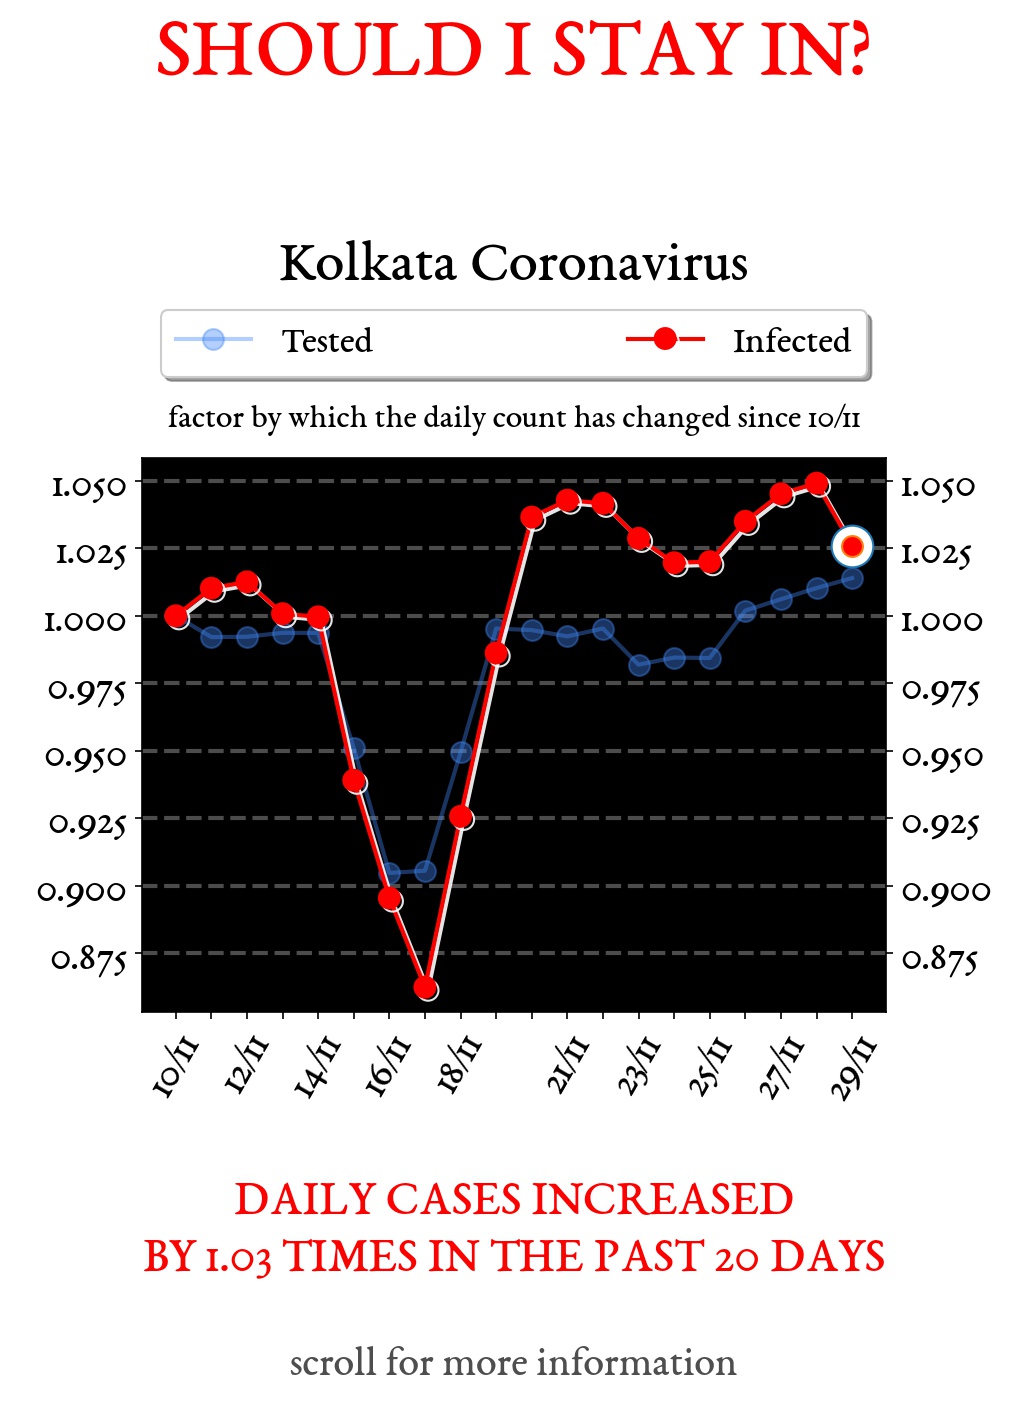 SHOULD I STAY IN?
Kolkata Coronavirus
Tested Infected
factor by which the daily count has changed since 10/11
1.050 1.050
1.025 1.025
1.000 1.000
0.975 0.975
0.950 0.950
0.925 0.925
0.900 0.900
0.875 0.875
10/11 12/11 14/11 16/11 18/11 21/11 23/11 25/11 27/11 29/11
DAILY CASES INCREASED
BY 1.03 TIMES IN THE PAST 20 DAYS
scroll for more information